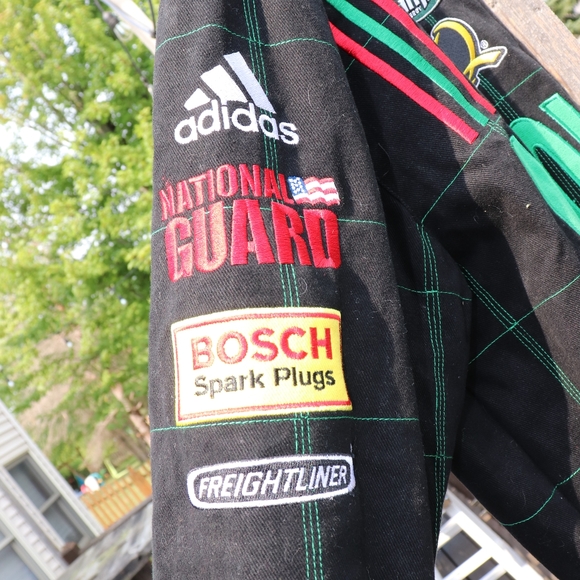 adidas
NATIONAL
GUARD
BOSCH
Spark Plugs
FREIGHTLINER